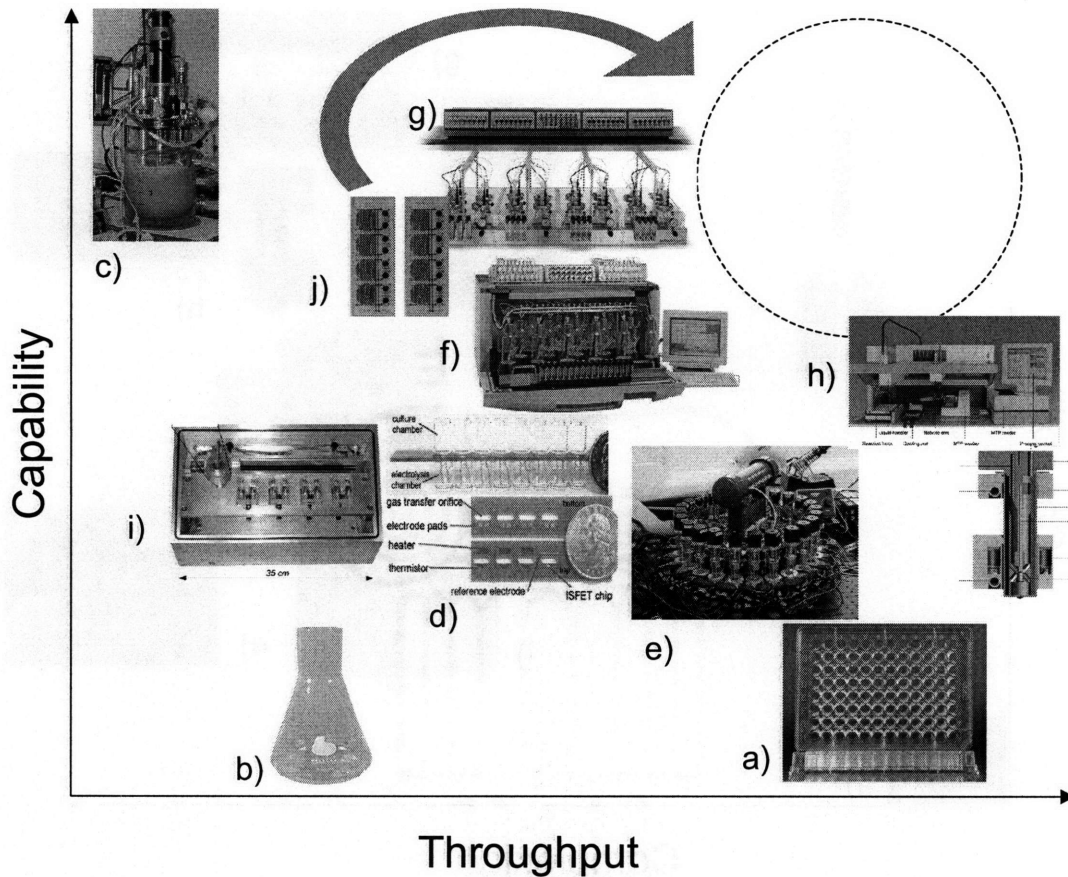 g)
c)
j)
f)
h)
culture
chamber
electrolysis
chamber
gas transfer orifice
bottom
electrode pads
heater
thermistor
reference electrode
ISFET chip
i)
35 cm
d)
e)
b)
a)
Capability
Throughput